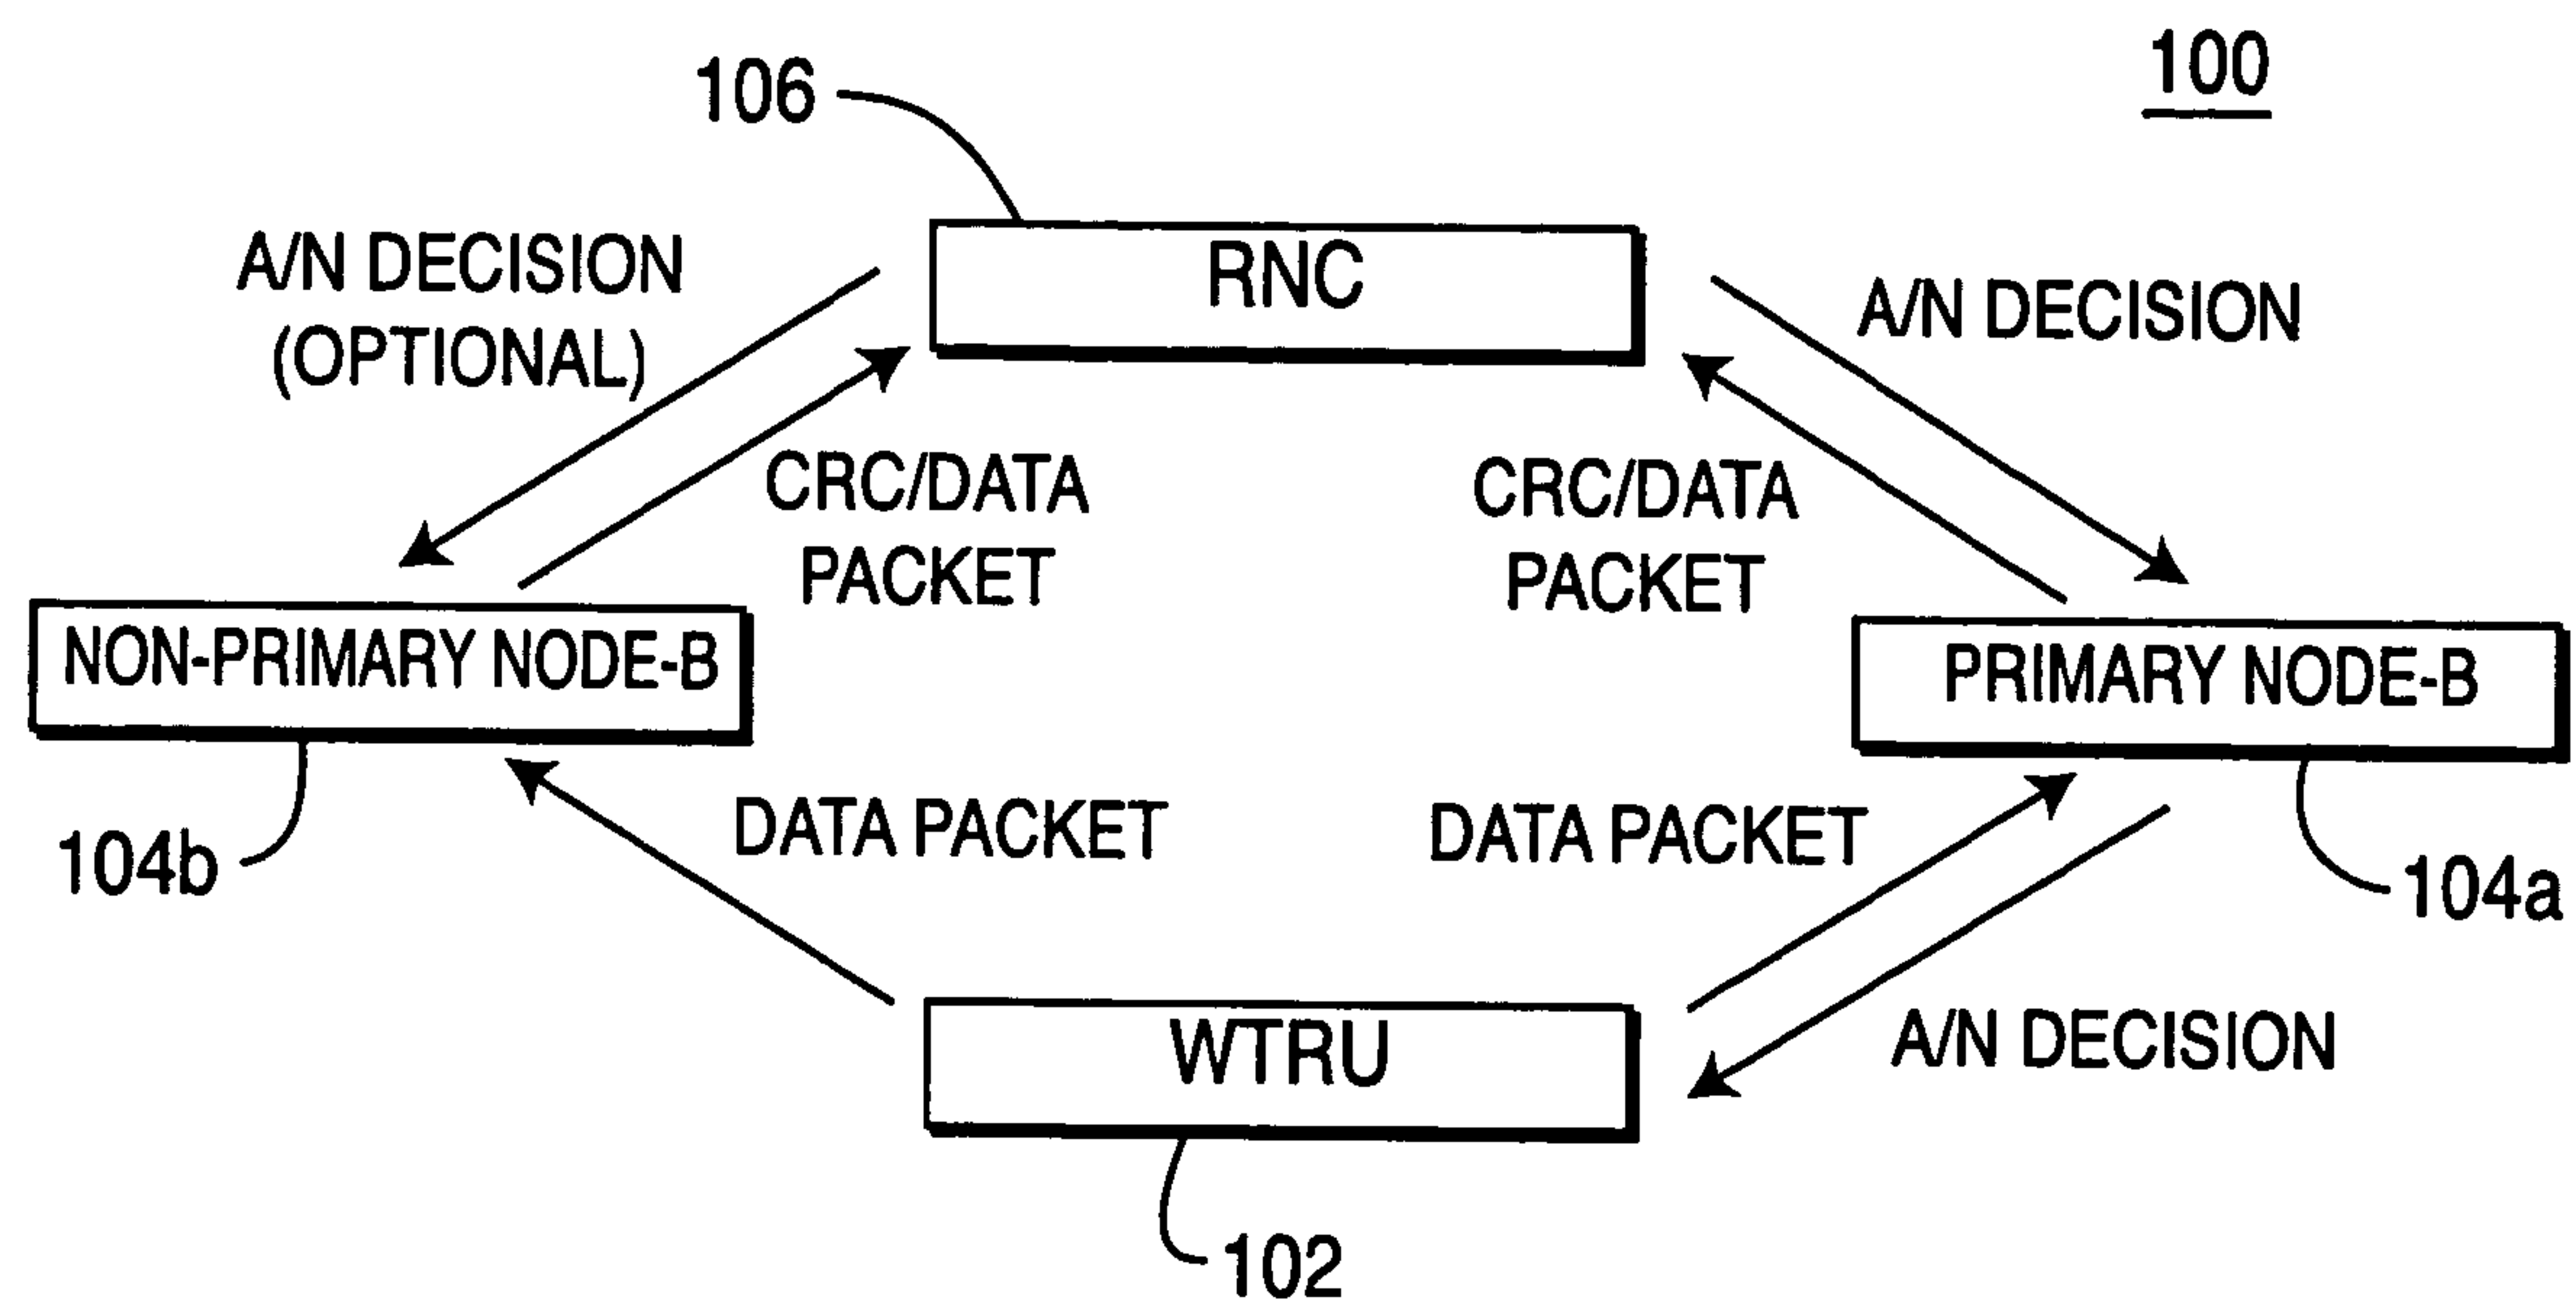 100
106
RNC
A/N DECISION
(OPTIONAL)
A/N DECISION
CRC/DATA
PACKET
CRC/DATA
PACKET
NON-PRIMARY NODE-B
PRIMARY NODE-B
104b
DATA PACKET
DATA PACKET
104a
WTRU
A/N DECISION
102